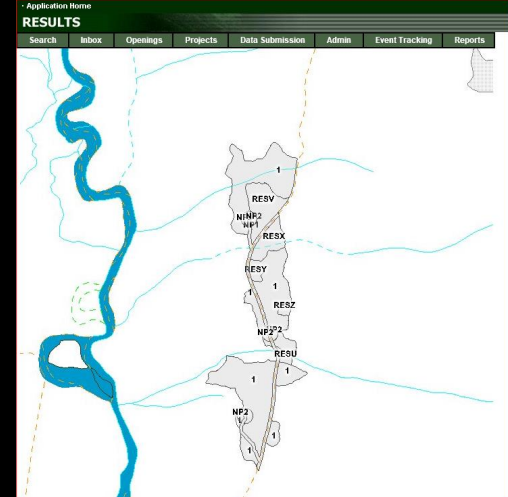 · Application Home
RESULTS
Search Inbox Openings Projects Data Submission Admin Event Tracking Reports
1
RESV
NP2
NP1
RESX
RESY
1
1
RESZ
NP2
RESU
1
1
NP2
1
1